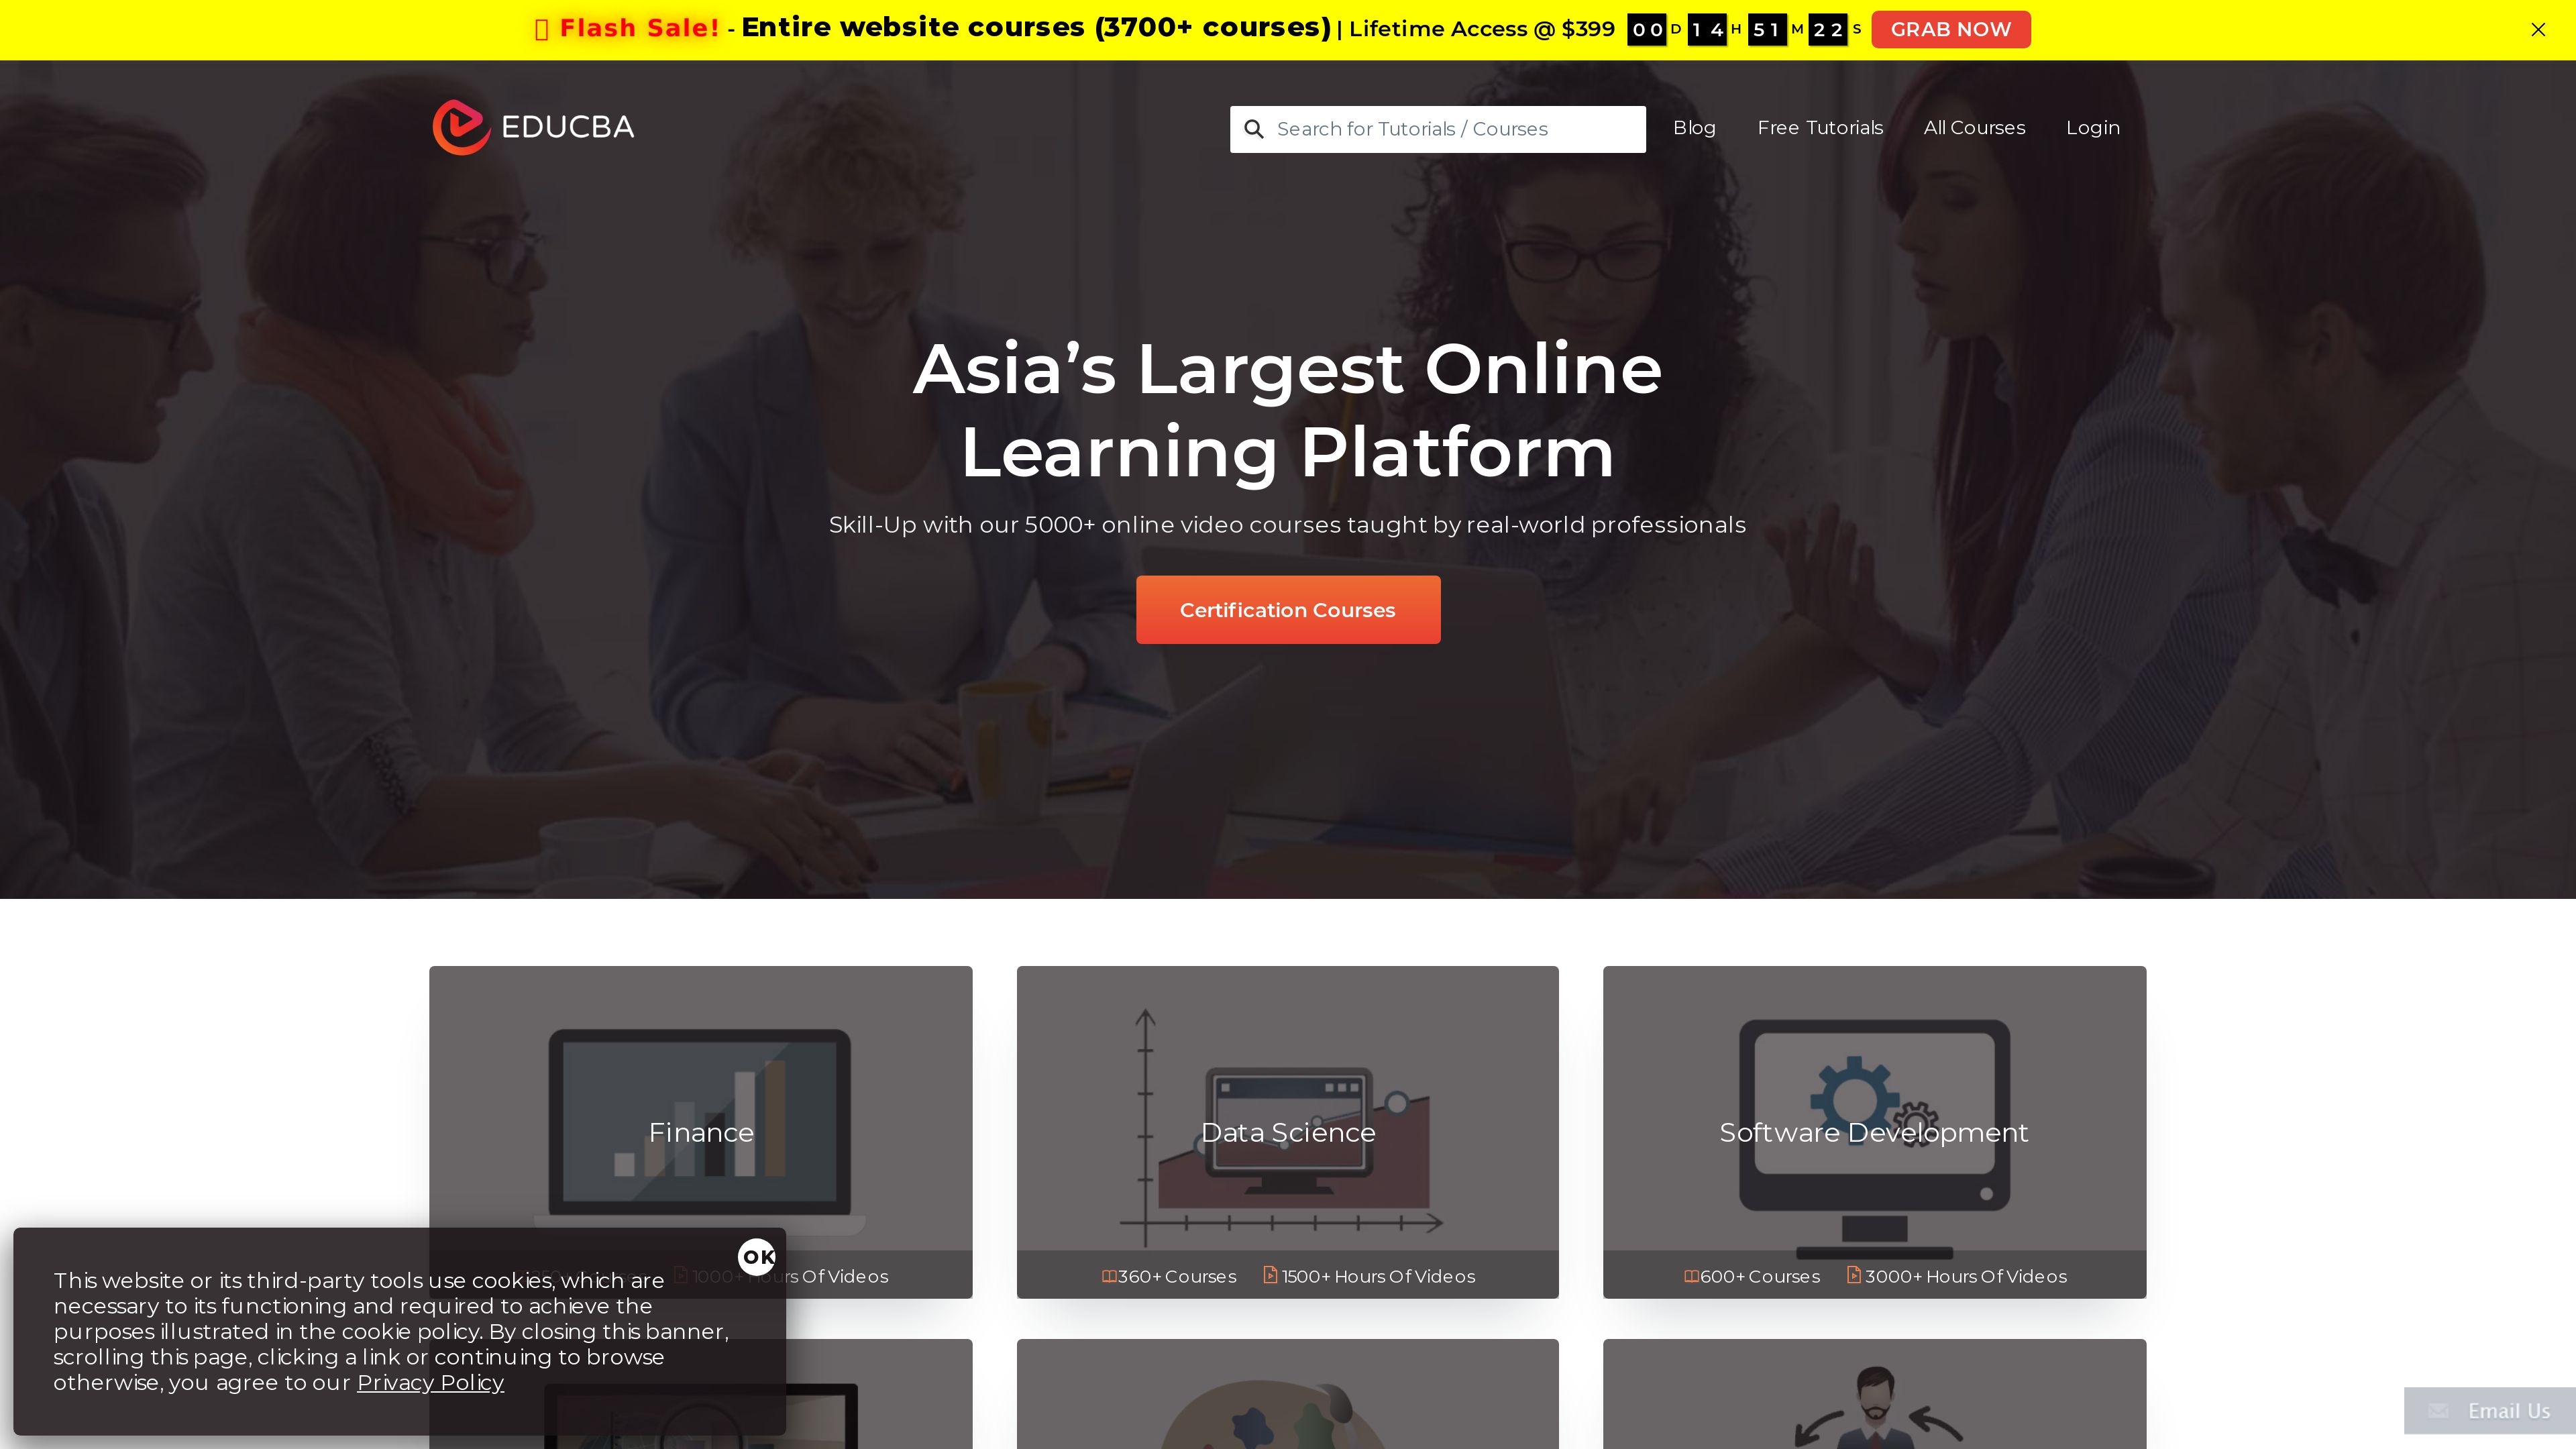 Flash Sale! - Entire website courses (3700+ courses) | Lifetime Access @ $399 00 D 14 H 51 M 22 S GRAB NOW
EDUCBA
Search for Tutorials / Courses
Blog
Free Tutorials
All Courses
Login
Asia’s Largest Online
Learning Platform
Skill-Up with our 5000+ online video courses taught by real-world professionals
Certification Courses
Finance
Data Science
Software Development
1000+ Hours Of Videos
360+ Courses
1500+ Hours Of Videos
600+ Courses
3000+ Hours Of Videos
OK
This website or its third-party tools use cookies, which are
necessary to its functioning and required to achieve the
purposes illustrated in the cookie policy. By closing this banner,
scrolling this page, clicking a link or continuing to browse
otherwise, you agree to our Privacy Policy
Email Us